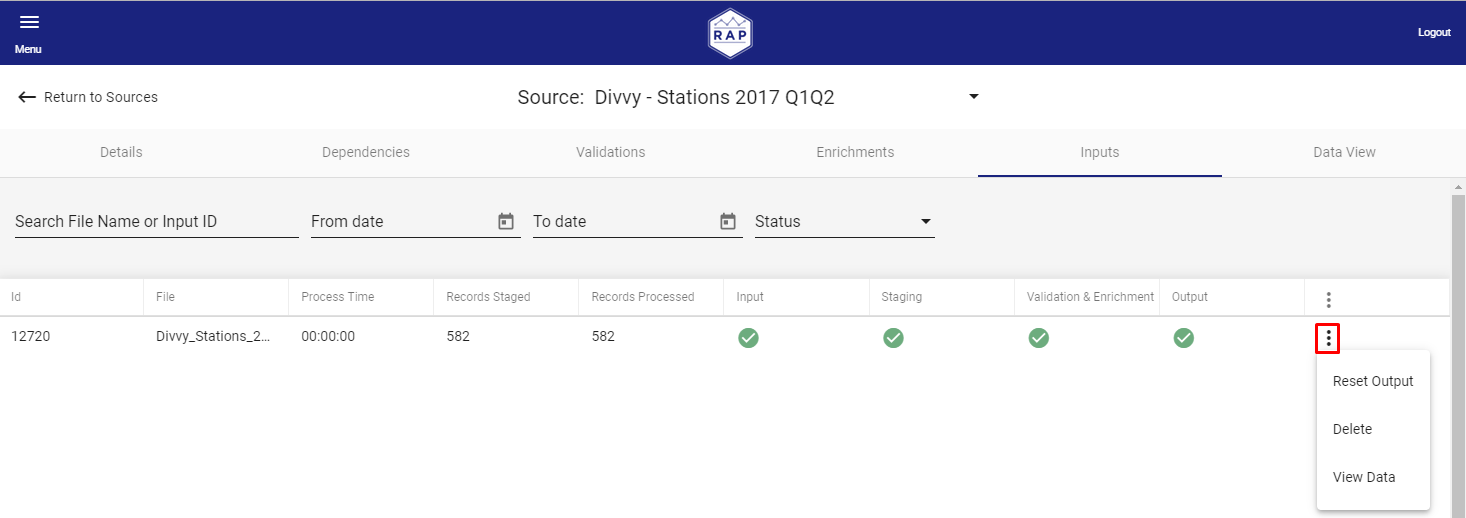 Menu
RAP
Logout
Return to Sources
Source: Divvy - Stations 2017 Q1Q2
Details Dependencies Validations Enrichments Inputs Data View
Search File Name or Input ID From date To date Status
Id File Process Time Records Staged Records Processed Input Staging Validation & Enrichment Output
12720 Divvy_Stations_2... 00:00:00 582 582
Reset Output
Delete
View Data